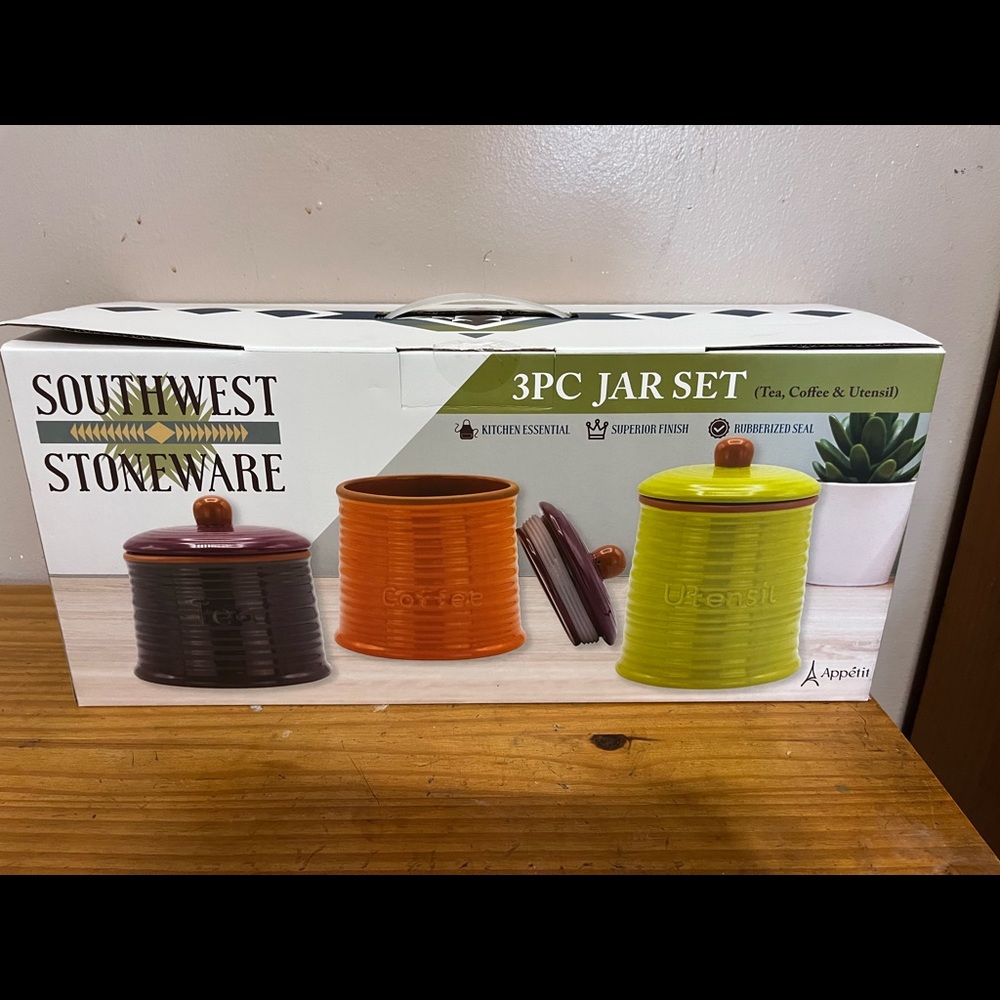 SOUTHWEST
STONEWARE
3PC JAR SET (Tea, Coffee & Utensil)
KITCHEN ESSENTIAL SUPERIOR FINISH RUBBERIZED SEAL
Tea
Coffee
Utensil
Appétit